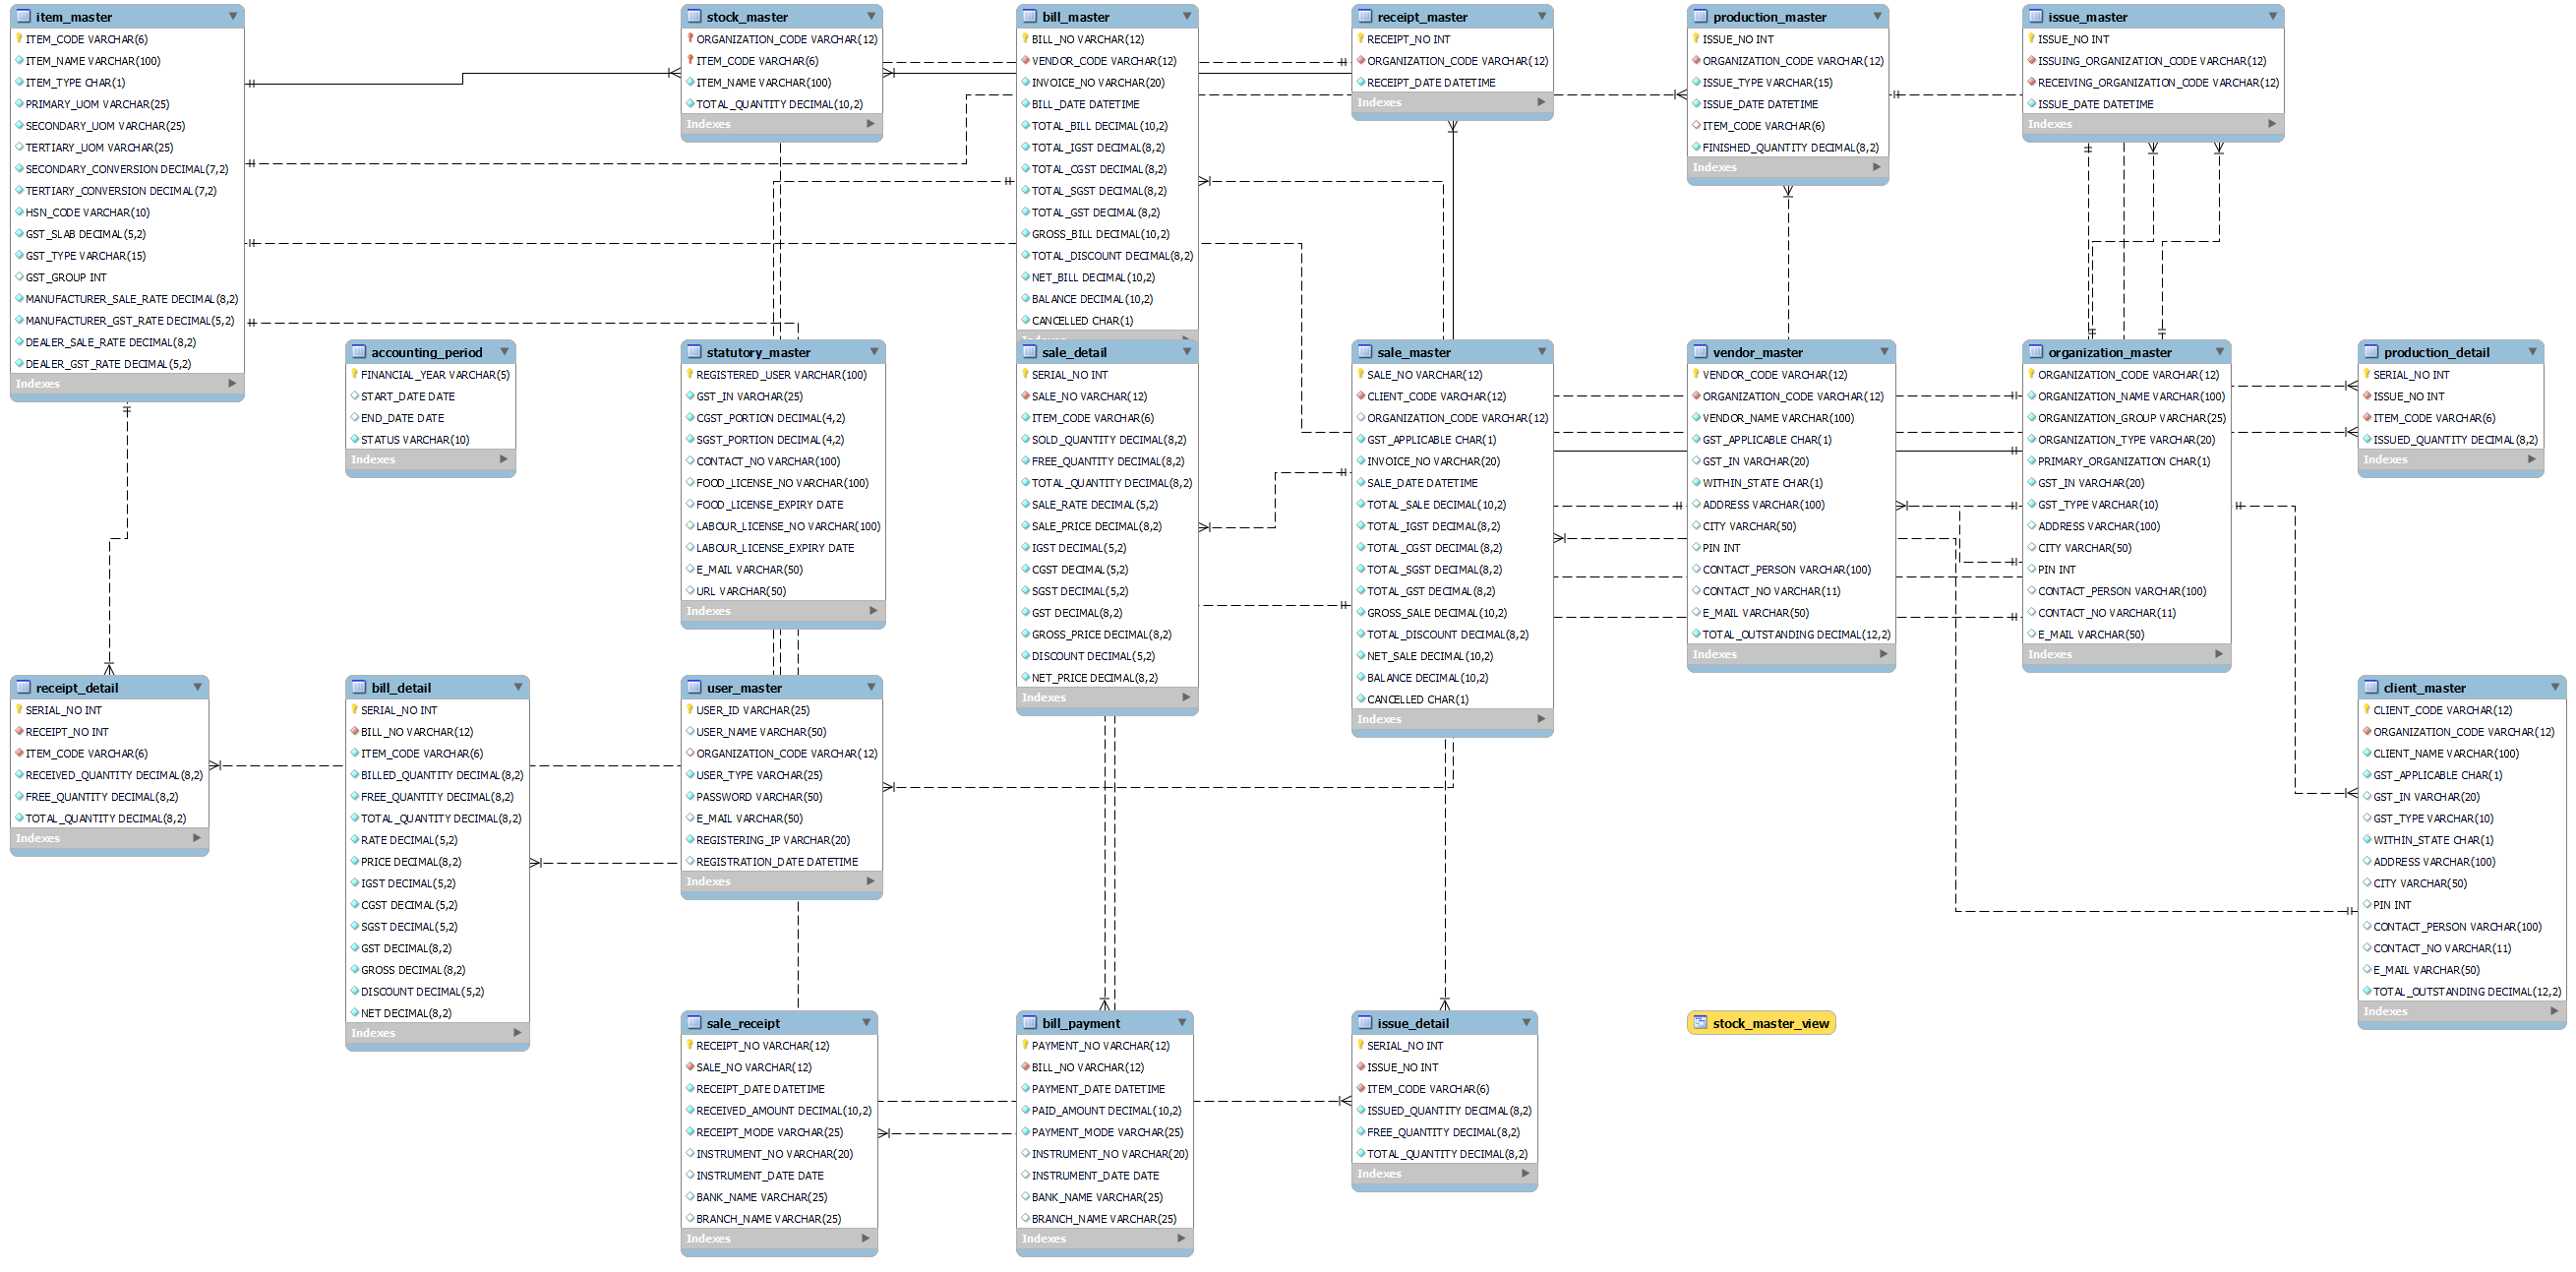 item_master
ITEM_CODE VARCHAR(6)
ITEM_NAME VARCHAR(100)
ITEM_TYPE CHAR(1)
PRIMARY_UOM VARCHAR(25)
SECONDARY_UOM VARCHAR(25)
TERTIARY_UOM VARCHAR(25)
SECONDARY_CONVERSION DECIMAL(7,2)
TERTIARY_CONVERSION DECIMAL(7,2)
HSN_CODE VARCHAR(10)
GST_SLAB DECIMAL(5,2)
GST_TYPE VARCHAR(15)
GST_GROUP INT
MANUFACTURER_SALE_RATE DECIMAL(8,2)
MANUFACTURER_GST_RATE DECIMAL(5,2)
DEALER_SALE_RATE DECIMAL(8,2)
DEALER_GST_RATE DECIMAL(5,2)
Indexes
stock_master
ORGANIZATION_CODE VARCHAR(12)
ITEM_CODE VARCHAR(6)
ITEM_NAME VARCHAR(100)
TOTAL_QUANTITY DECIMAL(10,2)
Indexes
bill_master
BILL_NO VARCHAR(12)
VENDOR_CODE VARCHAR(12)
INVOICE_NO VARCHAR(20)
BILL_DATE DATETIME
TOTAL_BILL DECIMAL(10,2)
TOTAL_IGST DECIMAL(8,2)
TOTAL_CGST DECIMAL(8,2)
TOTAL_SGST DECIMAL(8,2)
TOTAL_GST DECIMAL(8,2)
GROSS_BILL DECIMAL(10,2)
TOTAL_DISCOUNT DECIMAL(8,2)
NET_BILL DECIMAL(10,2)
BALANCE DECIMAL(10,2)
CANCELLED CHAR(1)
receipt_master
RECEIPT_NO INT
ORGANIZATION_CODE VARCHAR(12)
RECEIPT_DATE DATETIME
Indexes
production_master
ISSUE_NO INT
ORGANIZATION_CODE VARCHAR(12)
ISSUE_TYPE VARCHAR(15)
ISSUE_DATE DATETIME
ITEM_CODE VARCHAR(6)
FINISHED_QUANTITY DECIMAL(8,2)
Indexes
issue_master
ISSUE_NO INT
ISSUING_ORGANIZATION_CODE VARCHAR(12)
RECEIVING_ORGANIZATION_CODE VARCHAR(12)
ISSUE_DATE DATETIME
Indexes
accounting_period
FINANCIAL_YEAR VARCHAR(5)
START_DATE DATE
END_DATE DATE
STATUS VARCHAR(10)
Indexes
statutory_master
REGISTERED_USER VARCHAR(100)
GST_IN VARCHAR(25)
CGST_PORTION DECIMAL(4,2)
SGST_PORTION DECIMAL(4,2)
CONTACT_NO VARCHAR(100)
FOOD_LICENSE_NO VARCHAR(100)
FOOD_LICENSE_EXPIRY DATE
LABOUR_LICENSE_NO VARCHAR(100)
LABOUR_LICENSE_EXPIRY DATE
E_MAIL VARCHAR(50)
URL VARCHAR(50)
Indexes
sale_detail
SERIAL_NO INT
SALE_NO VARCHAR(12)
ITEM_CODE VARCHAR(6)
SOLD_QUANTITY DECIMAL(8,2)
FREE_QUANTITY DECIMAL(8,2)
TOTAL_QUANTITY DECIMAL(8,2)
SALE_RATE DECIMAL(5,2)
SALE_PRICE DECIMAL(8,2)
IGST DECIMAL(5,2)
CGST DECIMAL(5,2)
SGST DECIMAL(5,2)
GST DECIMAL(8,2)
GROSS_PRICE DECIMAL(8,2)
DISCOUNT DECIMAL(5,2)
NET_PRICE DECIMAL(8,2)
Indexes
sale_master
SALE_NO VARCHAR(12)
CLIENT_CODE VARCHAR(12)
ORGANIZATION_CODE VARCHAR(12)
GST_APPLICABLE CHAR(1)
INVOICE_NO VARCHAR(20)
SALE_DATE DATETIME
TOTAL_SALE DECIMAL(10,2)
TOTAL_IGST DECIMAL(8,2)
TOTAL_CGST DECIMAL(8,2)
TOTAL_SGST DECIMAL(8,2)
TOTAL_GST DECIMAL(8,2)
GROSS_SALE DECIMAL(10,2)
TOTAL_DISCOUNT DECIMAL(8,2)
NET_SALE DECIMAL(10,2)
BALANCE DECIMAL(10,2)
CANCELLED CHAR(1)
Indexes
vendor_master
VENDOR_CODE VARCHAR(12)
ORGANIZATION_CODE VARCHAR(12)
VENDOR_NAME VARCHAR(100)
GST_APPLICABLE CHAR(1)
GST_IN VARCHAR(20)
WITHIN_STATE CHAR(1)
ADDRESS VARCHAR(100)
CITY VARCHAR(50)
PIN INT
CONTACT_PERSON VARCHAR(100)
CONTACT_NO VARCHAR(11)
E_MAIL VARCHAR(50)
TOTAL_OUTSTANDING DECIMAL(12,2)
Indexes
organization_master
ORGANIZATION_CODE VARCHAR(12)
ORGANIZATION_NAME VARCHAR(100)
ORGANIZATION_GROUP VARCHAR(25)
ORGANIZATION_TYPE VARCHAR(20)
PRIMARY_ORGANIZATION CHAR(1)
GST_IN VARCHAR(20)
GST_TYPE VARCHAR(10)
ADDRESS VARCHAR(100)
CITY VARCHAR(50)
PIN INT
CONTACT_PERSON VARCHAR(100)
CONTACT_NO VARCHAR(11)
E_MAIL VARCHAR(50)
Indexes
production_detail
SERIAL_NO INT
ISSUE_NO INT
ITEM_CODE VARCHAR(6)
ISSUED_QUANTITY DECIMAL(8,2)
Indexes
receipt_detail
SERIAL_NO INT
RECEIPT_NO INT
ITEM_CODE VARCHAR(6)
RECEIVED_QUANTITY DECIMAL(8,2)
FREE_QUANTITY DECIMAL(8,2)
TOTAL_QUANTITY DECIMAL(8,2)
Indexes
bill_detail
SERIAL_NO INT
BILL_NO VARCHAR(12)
ITEM_CODE VARCHAR(6)
BILLED_QUANTITY DECIMAL(8,2)
FREE_QUANTITY DECIMAL(8,2)
TOTAL_QUANTITY DECIMAL(8,2)
RATE DECIMAL(5,2)
PRICE DECIMAL(8,2)
IGST DECIMAL(5,2)
CGST DECIMAL(5,2)
SGST DECIMAL(5,2)
GST DECIMAL(8,2)
GROSS DECIMAL(8,2)
DISCOUNT DECIMAL(5,2)
NET DECIMAL(8,2)
Indexes
user_master
USER_ID VARCHAR(25)
USER_NAME VARCHAR(50)
ORGANIZATION_CODE VARCHAR(12)
USER_TYPE VARCHAR(25)
PASSWORD VARCHAR(50)
E_MAIL VARCHAR(50)
REGISTERING_IP VARCHAR(20)
REGISTRATION_DATE DATETIME
Indexes
client_master
CLIENT_CODE VARCHAR(12)
ORGANIZATION_CODE VARCHAR(12)
CLIENT_NAME VARCHAR(100)
GST_APPLICABLE CHAR(1)
GST_IN VARCHAR(20)
GST_TYPE VARCHAR(10)
WITHIN_STATE CHAR(1)
ADDRESS VARCHAR(100)
CITY VARCHAR(50)
PIN INT
CONTACT_PERSON VARCHAR(100)
CONTACT_NO VARCHAR(11)
E_MAIL VARCHAR(50)
TOTAL_OUTSTANDING DECIMAL(12,2)
Indexes
sale_receipt
RECEIPT_NO VARCHAR(12)
SALE_NO VARCHAR(12)
RECEIPT_DATE DATETIME
RECEIVED_AMOUNT DECIMAL(10,2)
RECEIPT_MODE VARCHAR(25)
INSTRUMENT_NO VARCHAR(20)
INSTRUMENT_DATE DATE
BANK_NAME VARCHAR(25)
BRANCH_NAME VARCHAR(25)
Indexes
bill_payment
PAYMENT_NO VARCHAR(12)
BILL_NO VARCHAR(12)
PAYMENT_DATE DATETIME
PAID_AMOUNT DECIMAL(10,2)
PAYMENT_MODE VARCHAR(25)
INSTRUMENT_NO VARCHAR(20)
INSTRUMENT_DATE DATE
BANK_NAME VARCHAR(25)
BRANCH_NAME VARCHAR(25)
Indexes
issue_detail
SERIAL_NO INT
ISSUE_NO INT
ITEM_CODE VARCHAR(6)
ISSUED_QUANTITY DECIMAL(8,2)
FREE_QUANTITY DECIMAL(8,2)
TOTAL_QUANTITY DECIMAL(8,2)
Indexes
stock_master_view